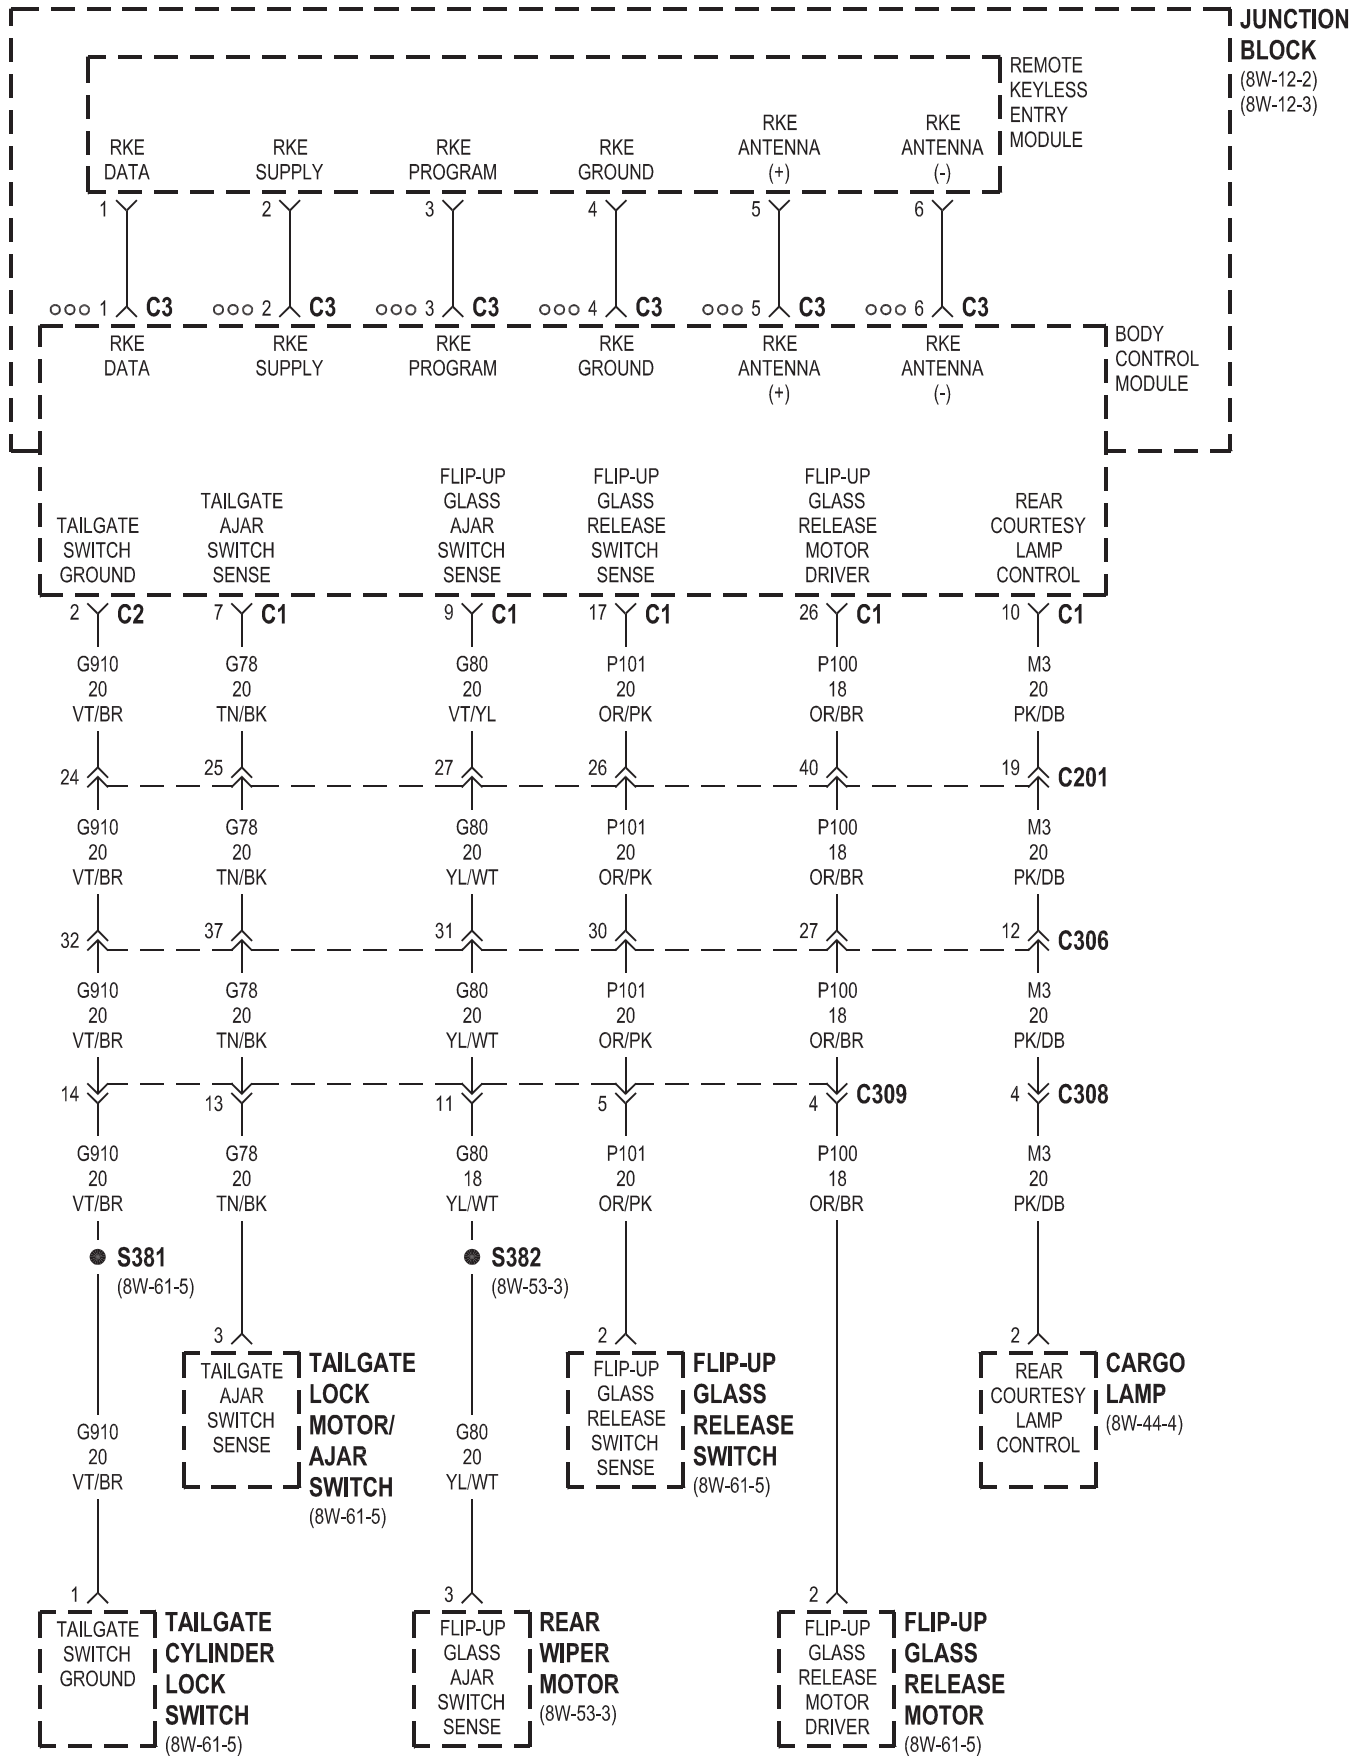 JUNCTION
BLOCK
(8W-12-2)
(8W-12-3)
REMOTE
KEYLESS
ENTRY
MODULE
RKE
DATA
RKE
SUPPLY
RKE
PROGRAM
RKE
GROUND
RKE
ANTENNA
(+)
RKE
ANTENNA
(-)
1 2 3 4 5 6
1 C3 2 C3 3 C3 4 C3 5 C3 6 C3
BODY
CONTROL
MODULE
RKE
DATA
RKE
SUPPLY
RKE
PROGRAM
RKE
GROUND
RKE
ANTENNA
(+)
RKE
ANTENNA
(-)
TAILGATE
SWITCH
GROUND
TAILGATE
AJAR
SWITCH
SENSE
FLIP-UP
GLASS
AJAR
SWITCH
SENSE
FLIP-UP
GLASS
RELEASE
SWITCH
SENSE
FLIP-UP
GLASS
RELEASE
MOTOR
DRIVER
REAR
COURTESY
LAMP
CONTROL
2 C2 7 C1 9 C1 17 C1 26 C1 10 C1
G910 G78 G80 P101 P100 M3
20 20 20 20 18 20
VT/BR TN/BK VT/YL OR/PK OR/BR PK/DB
24 25 27 26 40 19 C201
G910 G78 G80 P101 P100 M3
20 20 20 20 18 20
VT/BR TN/BK YL/WT OR/PK OR/BR PK/DB
32 37 31 30 27 12 C306
G910 G78 G80 P101 P100 M3
20 20 20 20 18 20
VT/BR TN/BK YL/WT OR/PK OR/BR PK/DB
14 13 11 5 4 C309 4 C308
G910 G78 G80 P101 P100 M3
20 20 18 20 18 20
VT/BR TN/BK YL/WT OR/PK OR/BR PK/DB
S381
(8W-61-5)
S382
(8W-53-3)
3
TAILGATE
AJAR
SWITCH
SENSE
TAILGATE
LOCK
MOTOR/
AJAR
SWITCH
(8W-61-5)
2
FLIP-UP
GLASS
RELEASE
SWITCH
SENSE
FLIP-UP
GLASS
RELEASE
SWITCH
(8W-61-5)
2
REAR
COURTESY
LAMP
CONTROL
CARGO
LAMP
(8W-44-4)
G910 G80
20 20
VT/BR YL/WT
1
TAILGATE
SWITCH
GROUND
TAILGATE
CYLINDER
LOCK
SWITCH
(8W-61-5)
3
FLIP-UP
GLASS
AJAR
SWITCH
SENSE
REAR
WIPER
MOTOR
(8W-53-3)
2
FLIP-UP
GLASS
RELEASE
MOTOR
DRIVER
FLIP-UP
GLASS
RELEASE
MOTOR
(8W-61-5)